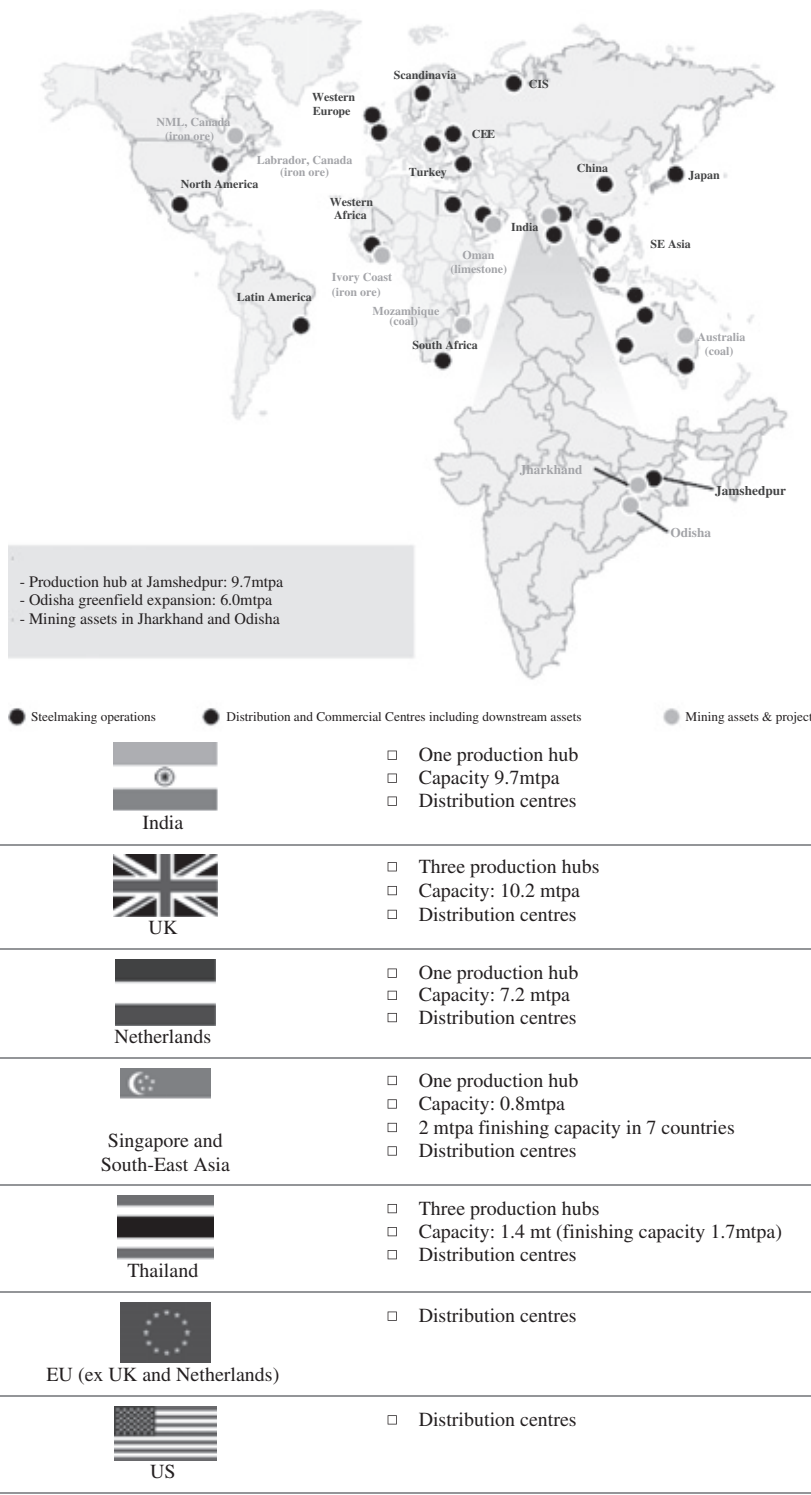 Scandinavia
CIS
Western
Europe
NML, Canada
(iron ore)
CEE
Labrador, Canada
(iron ore)
Turkey
China
Japan
North America
Western
Africa
India
SE Asia
Oman
(limestone)
Ivory Coast
(iron ore)
Latin America
Mozambique
(coal)
South Africa
Australia
(coal)
Jharkhand
Jamshedpur
Odisha
- Production hub at Jamshedpur: 9.7mtpa
- Odisha greenfield expansion: 6.0mtpa
- Mining assets in Jharkhand and Odisha
Steelmaking operations
Distribution and Commercial Centres including downstream assets
Mining assets & project
India
□ One production hub
□ Capacity 9.7mtpa
□ Distribution centres
UK
□ Three production hubs
□ Capacity: 10.2 mtpa
□ Distribution centres
Netherlands
□ One production hub
□ Capacity: 7.2 mtpa
□ Distribution centres
Singapore and
South-East Asia
□ One production hub
□ Capacity: 0.8mtpa
□ 2 mtpa finishing capacity in 7 countries
□ Distribution centres
Thailand
□ Three production hubs
□ Capacity: 1.4 mt (finishing capacity 1.7mtpa)
□ Distribution centres
EU (ex UK and Netherlands)
□ Distribution centres
US
□ Distribution centres